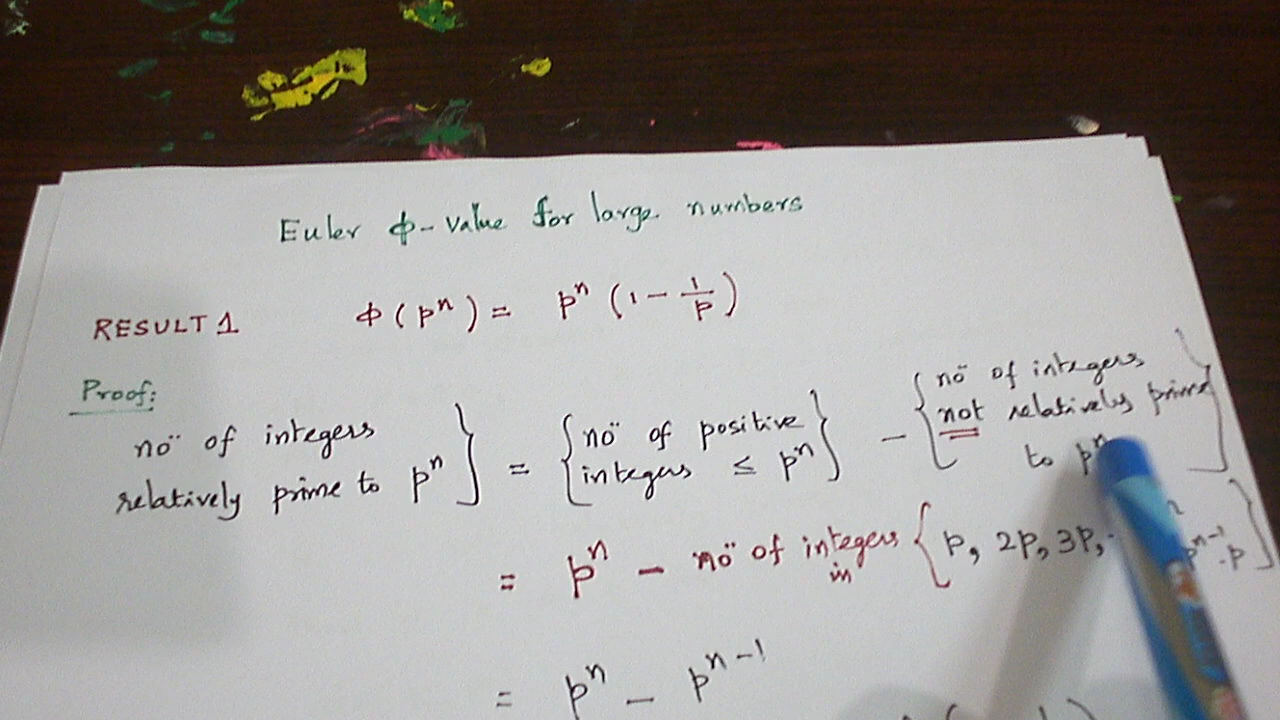 Euler ф- Value for large numbers
RESULT 1 ф(pⁿ) = pⁿ (1 - 1/p)
Proof:
no¨ of integers relatively prime to pⁿ } = { no¨ of positive integers ≤ pⁿ } - { no¨ of integers not relatively prime to pⁿ }
= pⁿ - no¨ of integers in { p, 2p, 3p, pⁿ⁻¹.p }
= pⁿ - pⁿ⁻¹